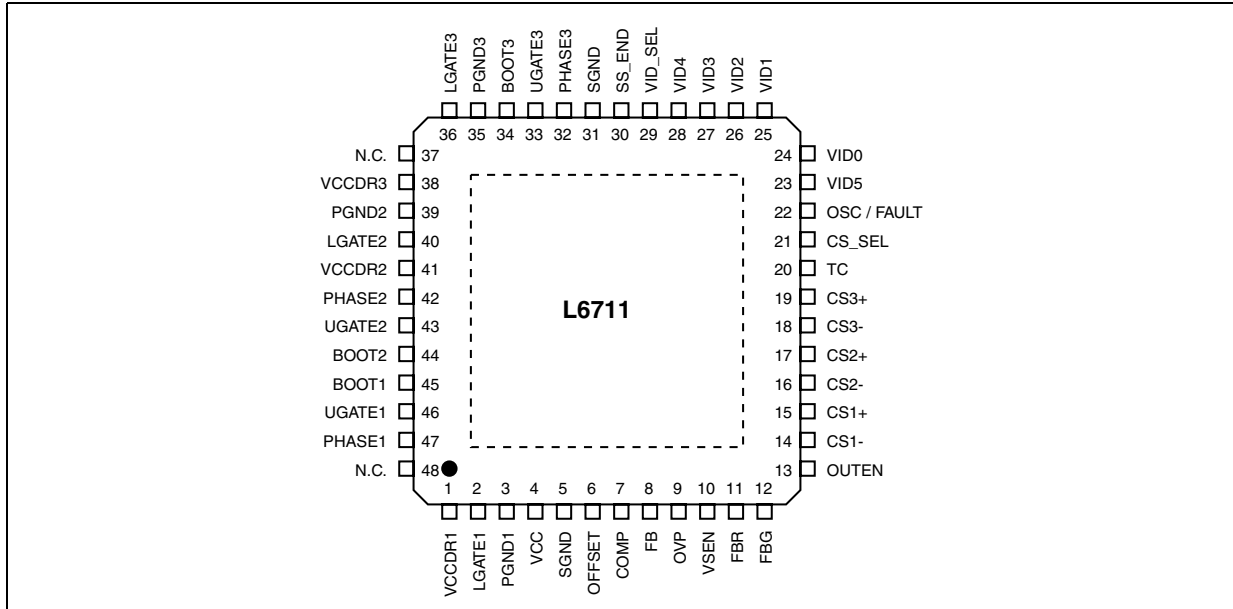 LGATE3 PGND3 BOOT3 UGATE3 PHASE3 SGND SS_END VID_SEL VID4 VID3 VID2 VID1
36 35 34 33 32 31 30 29 28 27 26 25
N.C. 37 24 VID0
VCCDR3 38 23 VID5
PGND2 39 22 OSC / FAULT
LGATE2 40 21 CS_SEL
VCCDR2 41 20 TC
PHASE2 42 19 CS3+
L6711
UGATE2 43 18 CS3-
BOOT2 44 17 CS2+
BOOT1 45 16 CS2-
UGATE1 46 15 CS1+
PHASE1 47 14 CS1-
N.C. 48 13 OUTEN
1 2 3 4 5 6 7 8 9 10 11 12
VCCDR1 LGATE1 PGND1 VCC SGND OFFSET COMP FB OVP VSEN FBR FBG